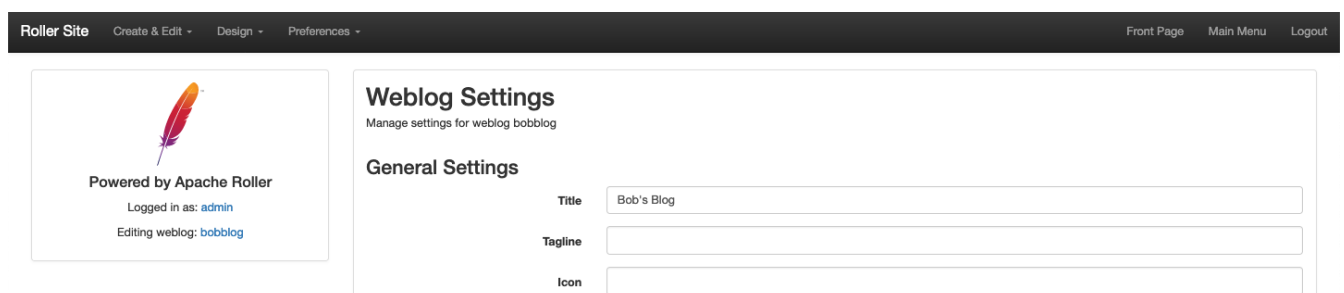 Roller Site Create & Edit Design Preferences Front Page Main Menu Logout
Powered by Apache Roller
Logged in as: admin
Editing weblog: bobblog
Weblog Settings
Manage settings for weblog bobblog
General Settings
Title Bob's Blog
Tagline
Icon